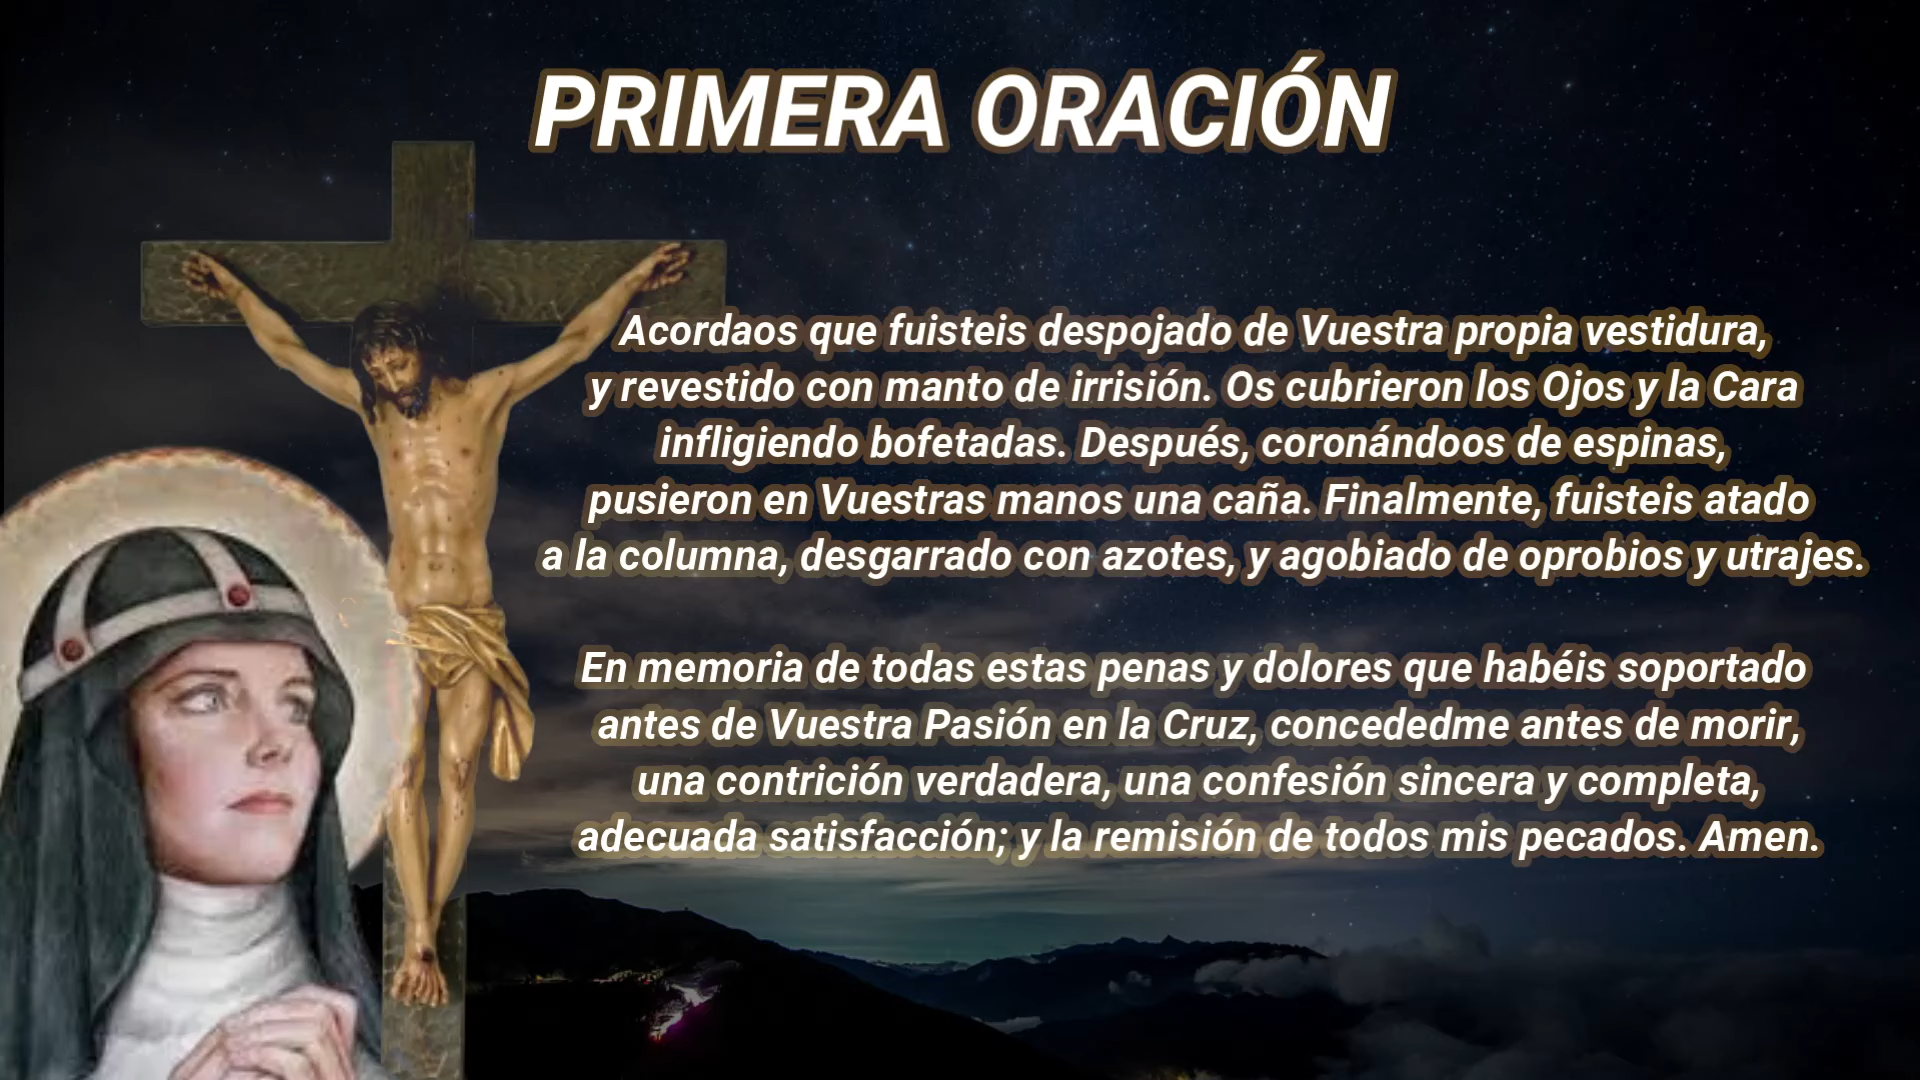 PRIMERA ORACIÓN
Acordaos que fuisteis despojado de Vuestra propia vestidura,
y revestido con manto de irrisión. Os cubrieron los Ojos y la Cara
infligiendo bofetadas. Después, coronándoos de espinas,
pusieron en Vuestras manos una caña. Finalmente, fuisteis atado
a la columna, desgarrado con azotes, y agobiado de oprobios y utrajes.
En memoria de todas estas penas y dolores que habéis soportado
antes de Vuestra Pasión en la Cruz, concededme antes de morir,
una contrición verdadera, una confesión sincera y completa,
adecuada satisfacción; y la remisión de todos mis pecados. Amen.